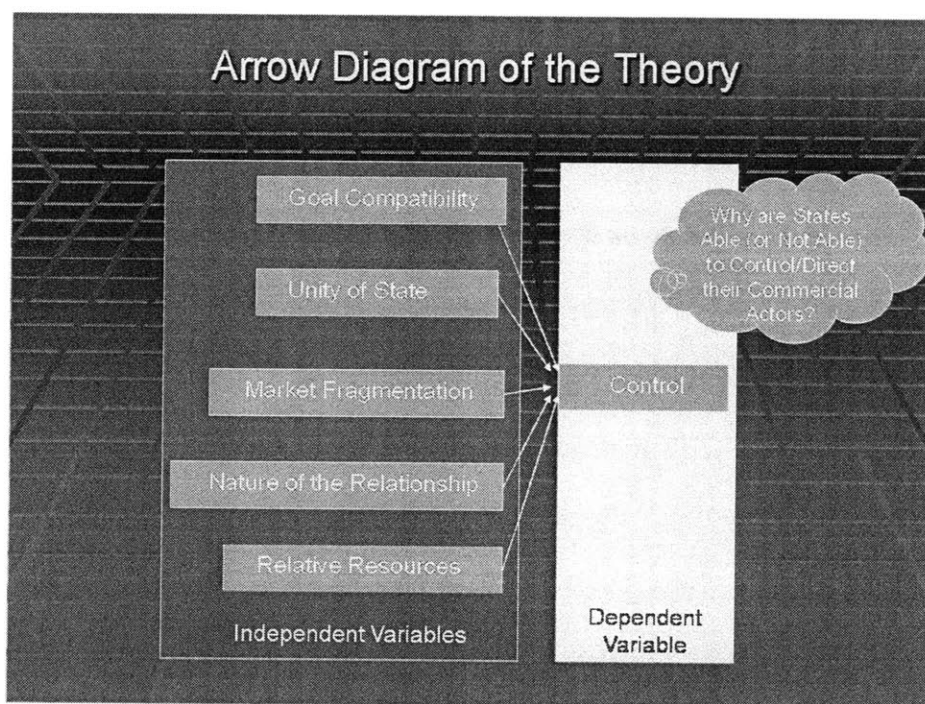 Arrow Diagram of the Theory
Goal Compatibility
Unity of State
Market Fragmentation
Nature of the Relationship
Relative Resources
Independent Variables
Control
Dependent
Variable
Why are States
Able (or Not Able)
to Control/Direct
their Commercial
Actors?